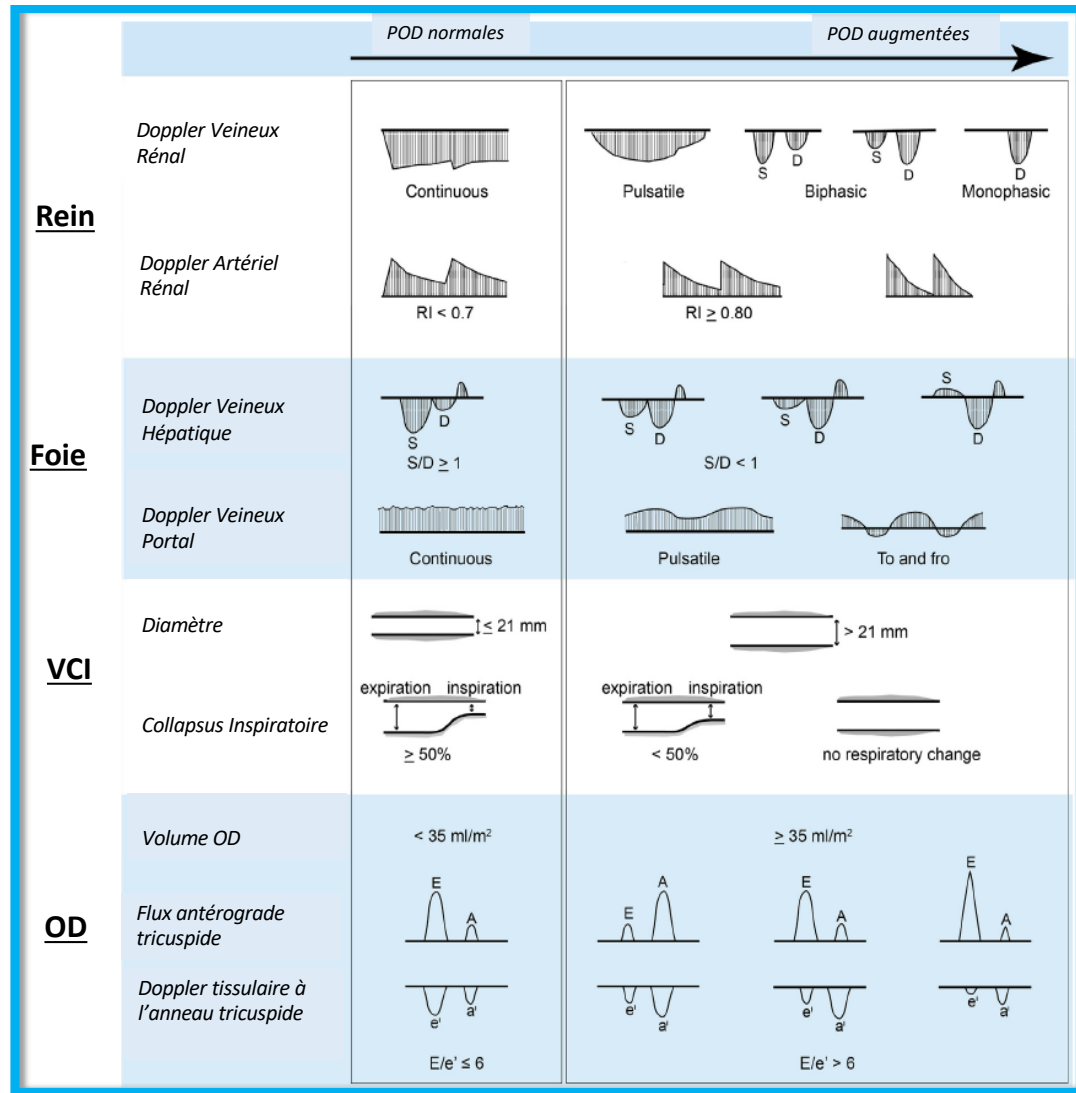 POD normales
POD augmentées
Rein
Doppler Veineux
Rénal
Continuous
Pulsatile
S
D
S
D
Biphasic
D
Monophasic
Doppler Artériel
Rénal
RI < 0.7
RI ≥ 0.80
Foie
Doppler Veineux
Hépatique
S
D
S/D ≥ 1
S
D
S
D
S
D
S/D < 1
Doppler Veineux
Portal
Continuous
Pulsatile
To and fro
VCI
Diamètre
≤ 21 mm
> 21 mm
Collapsus Inspiratoire
expiration inspiration
≥ 50%
expiration inspiration
< 50%
no respiratory change
OD
Volume OD
< 35 ml/m²
≥ 35 ml/m²
Flux antérograde
tricuspide
E
A
E
A
E
A
E
A
Doppler tissulaire à
l’anneau tricuspide
e'
a'
e'
a'
e'
a'
e'
a'
E/e’ ≤ 6
E/e’ > 6